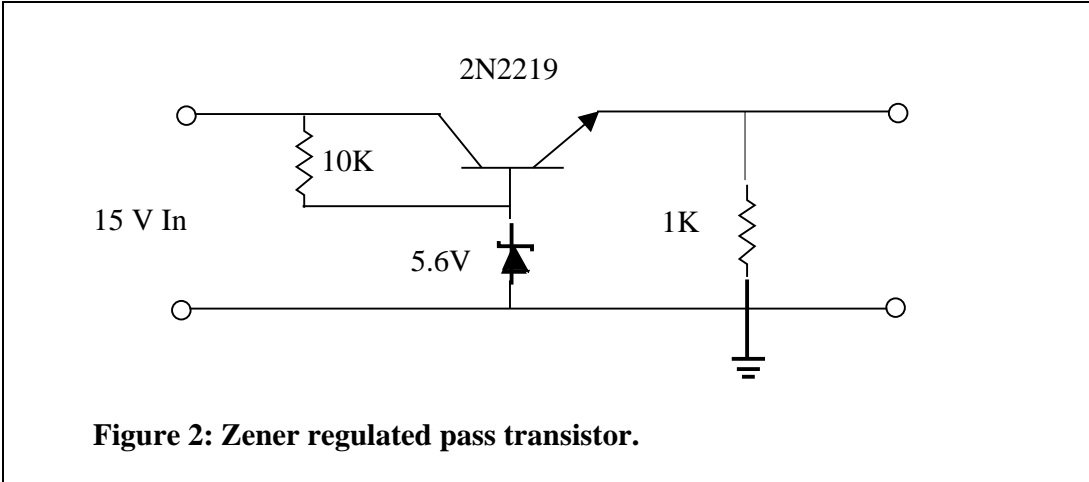 2N2219
10K
15 V In
1K
5.6V
Figure 2: Zener regulated pass transistor.